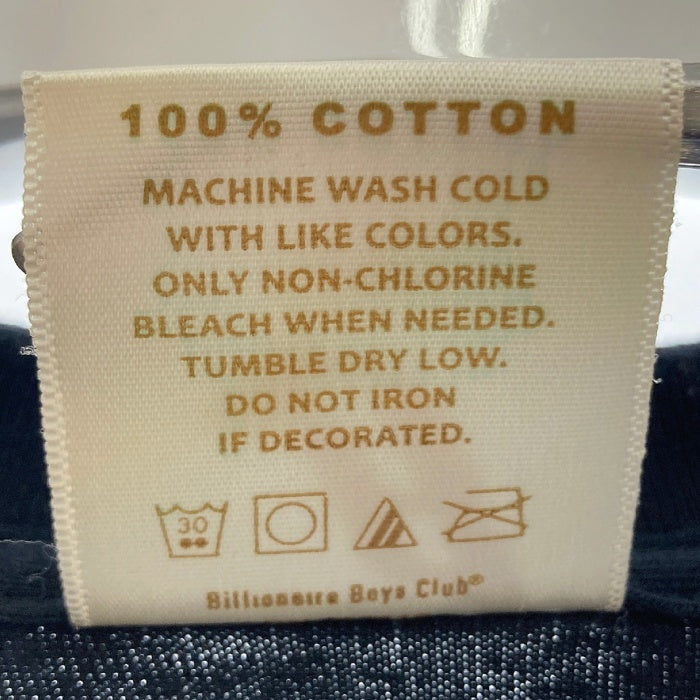 100% COTTON
MACHINE WASH COLD
WITH LIKE COLORS.
ONLY NON-CHLORINE
BLEACH WHEN NEEDED.
TUMBLE DRY LOW.
DO NOT IRON
IF DECORATED.
30
Billionaire Boys Club®